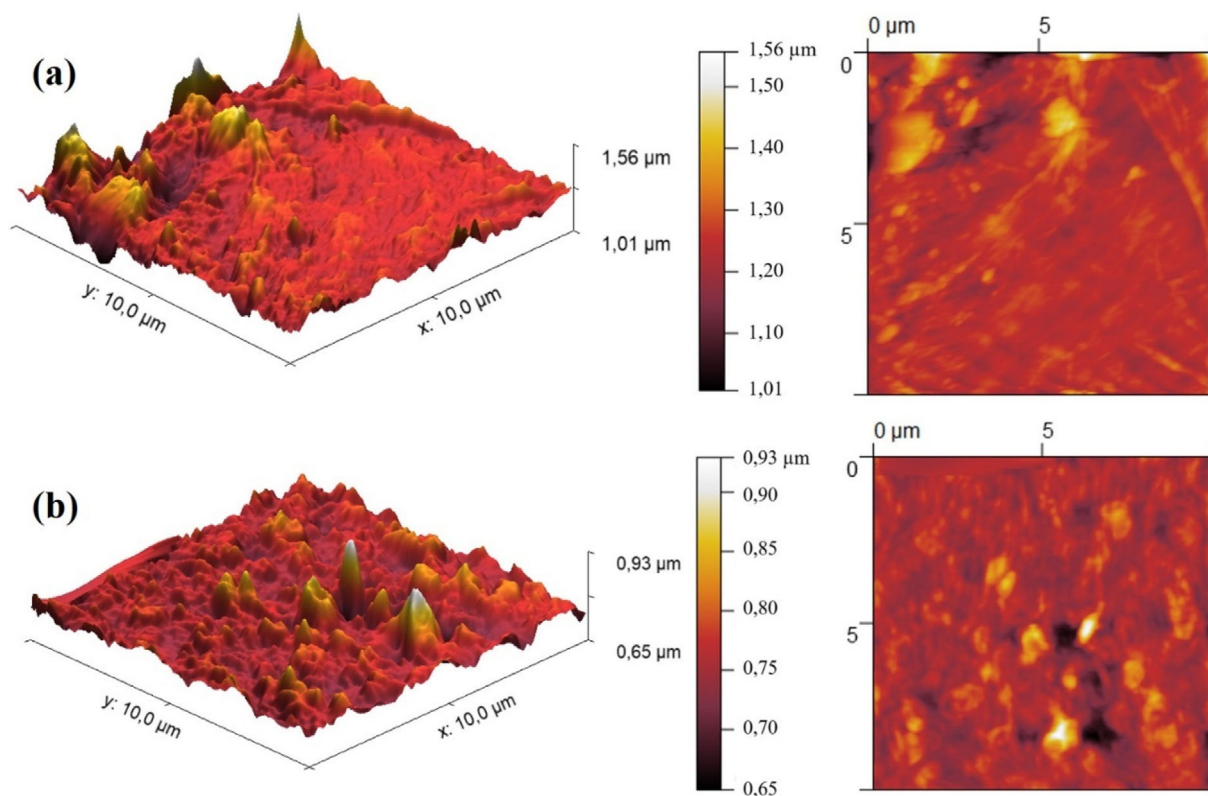 (a)
y: 10,0 µm
x: 10,0 µm
1,56 µm
1,01 µm
1,56 µm
1,50
1,40
1,30
1,20
1,10
1,01
0 µm 5
0
5
(b)
y: 10,0 µm
x: 10,0 µm
0,93 µm
0,65 µm
0,93 µm
0,90
0,85
0,80
0,75
0,70
0,65
0 µm 5
0
5